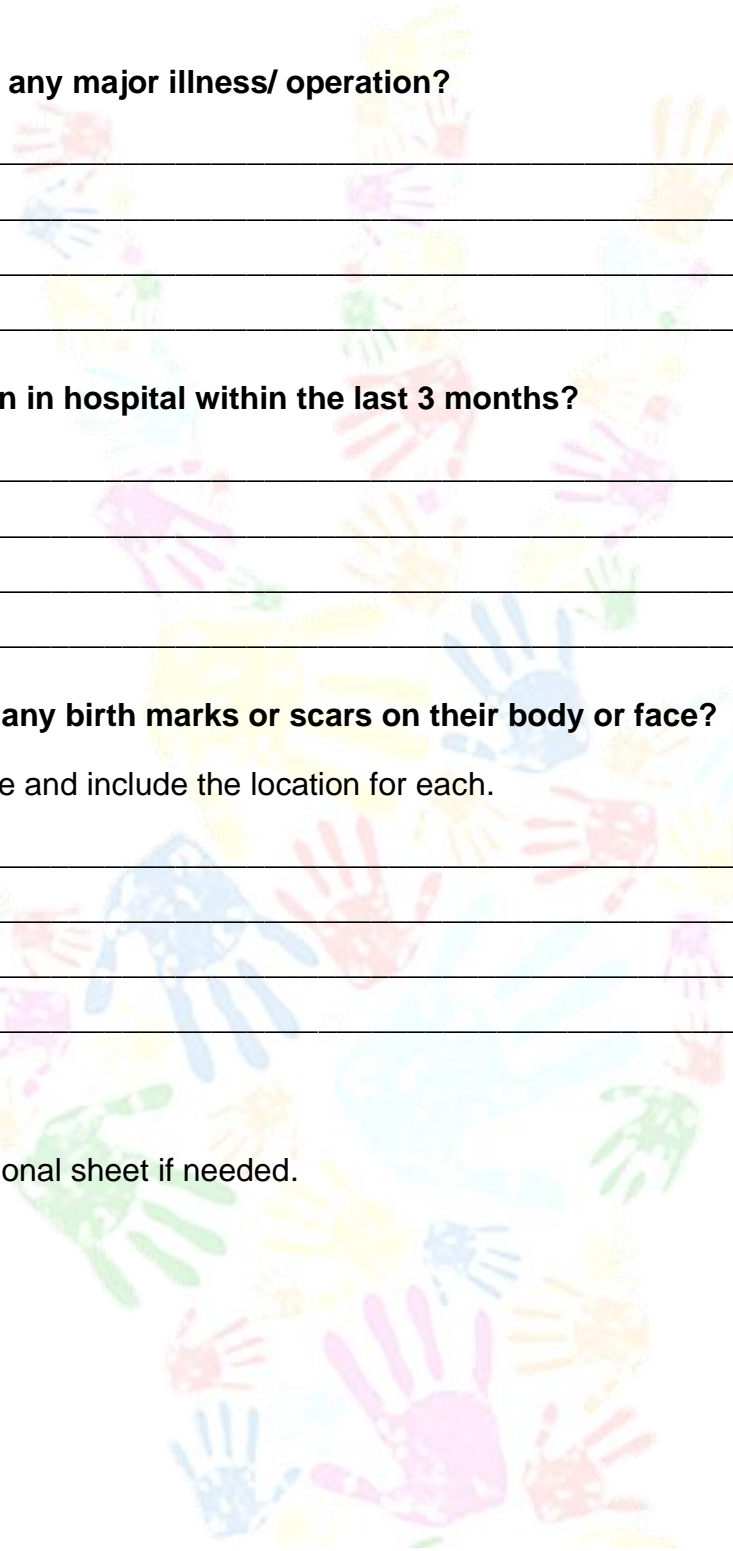 any major illness/ operation?
n in hospital within the last 3 months?
any birth marks or scars on their body or face?
e and include the location for each.
onal sheet if needed.